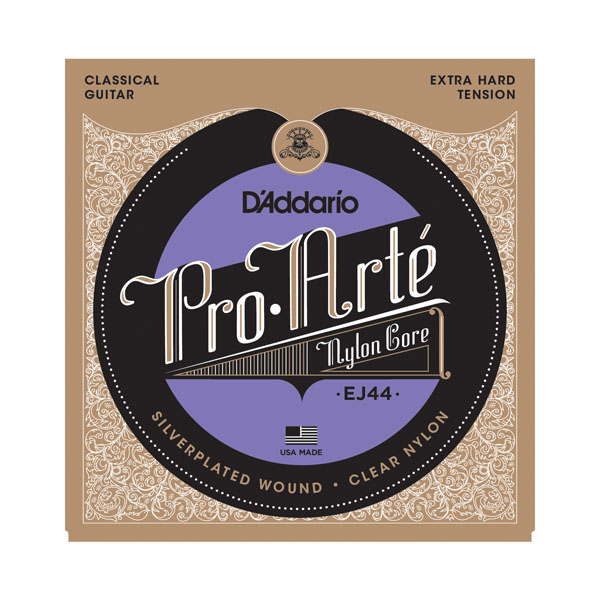 CLASSICAL
GUITAR
EXTRA HARD
TENSION
D'Addario
Pro·Arté
Nylon Core
·EJ44·
USA MADE
SILVERPLATED WOUND · CLEAR NYLON